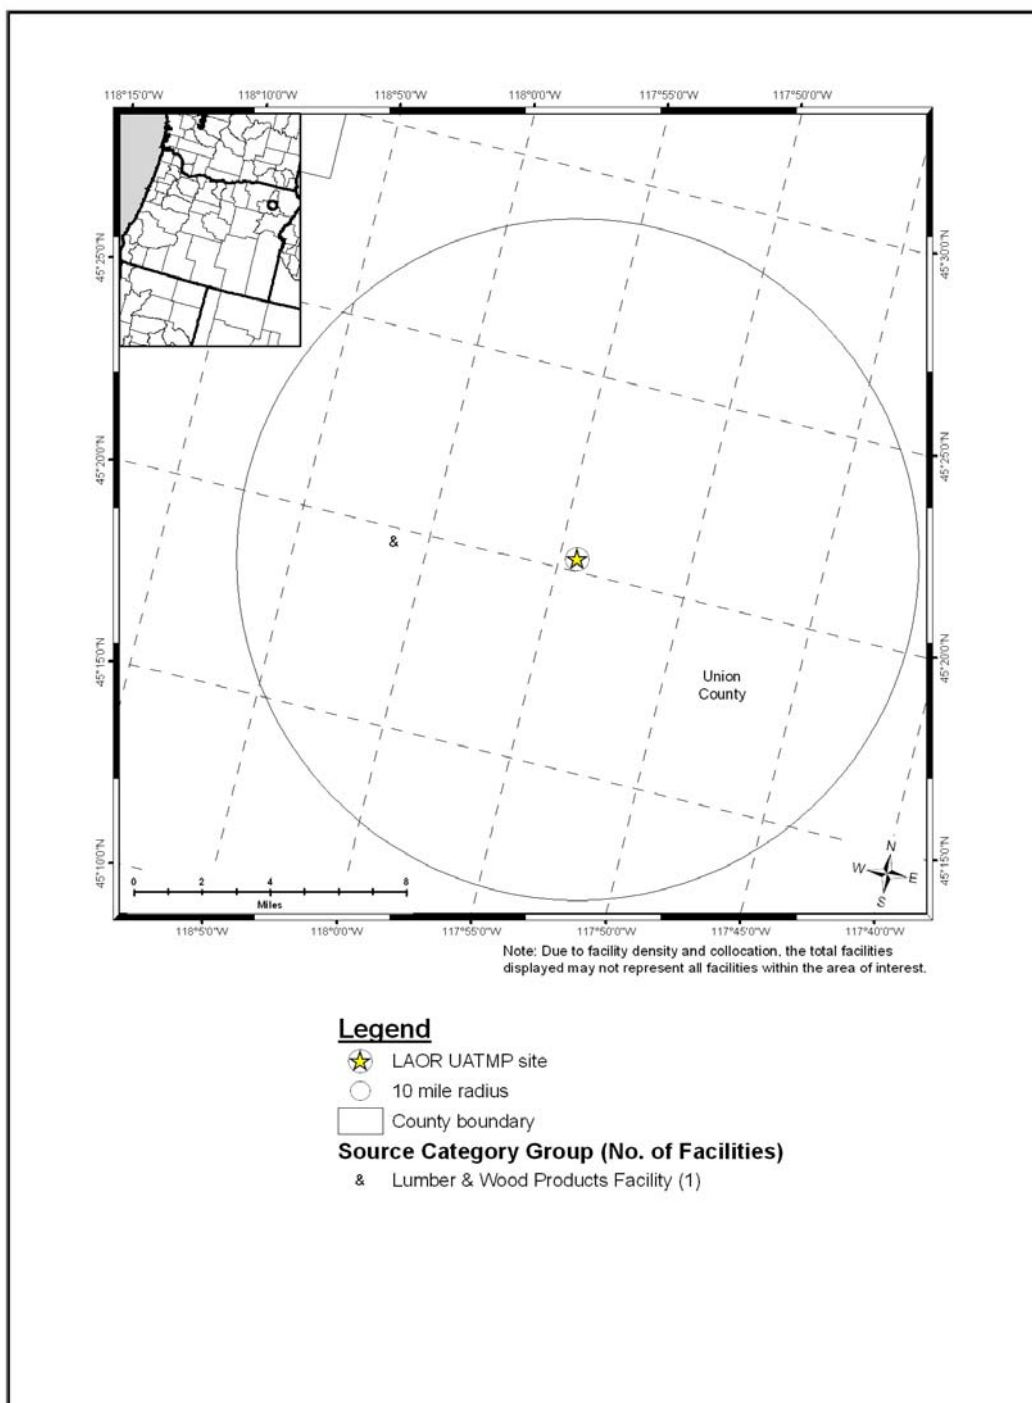 118°15'0"W 118°10'0"W 118°5'0"W 118°0'0"W 117°55'0"W 117°50'0"W
45°25'0"N
45°30'0"N
45°20'0"N
45°25'0"N
&
45°15'0"N
45°20'0"N
Union
County
45°10'0"N
45°15'0"N
N
W E
S
0 2 4 8
Miles
118°5'0"W 118°0'0"W 117°55'0"W 117°50'0"W 117°45'0"W 117°40'0"W
Note: Due to facility density and collocation, the total facilities
displayed may not represent all facilities within the area of interest.
Legend
LAOR UATMP site
10 mile radius
County boundary
Source Category Group (No. of Facilities)
& Lumber & Wood Products Facility (1)